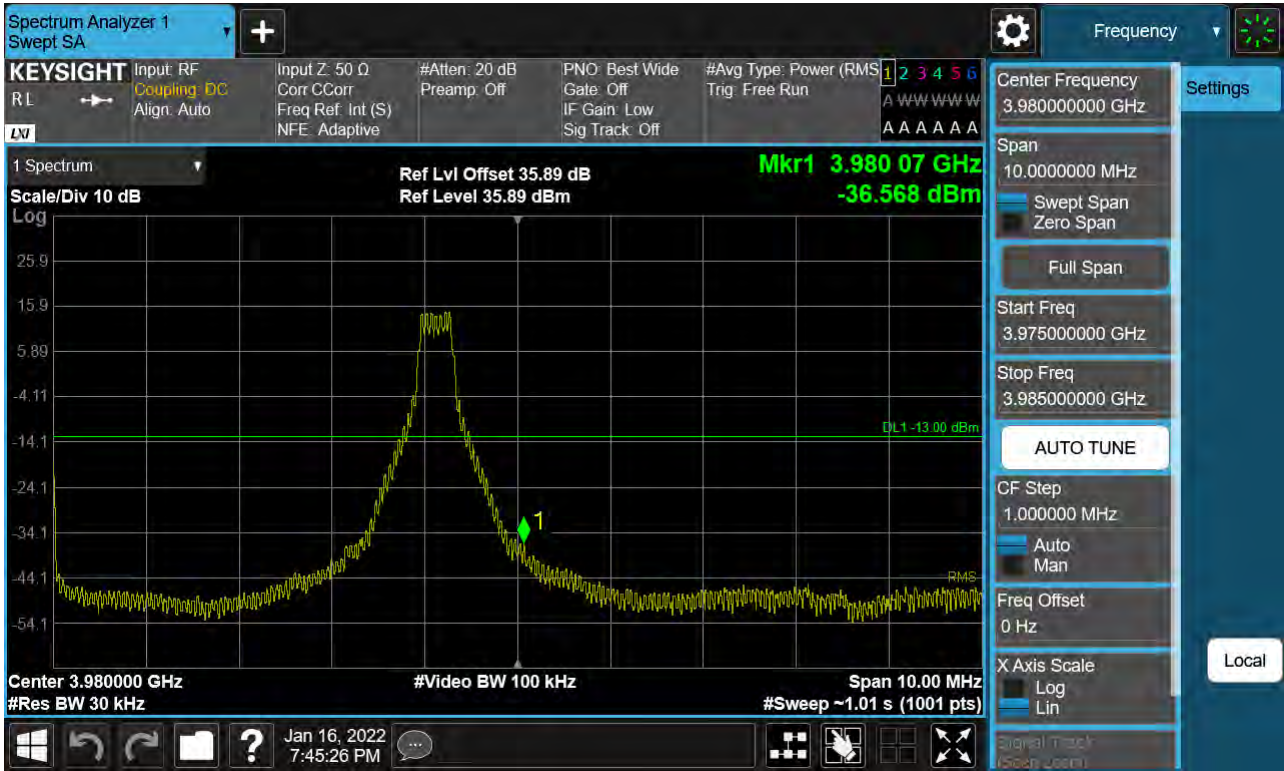 Spectrum Analyzer 1
Swept SA
Frequency
KEYSIGHT
Input: RF
Input Z: 50 Ω
#Atten: 20 dB
PNO: Best Wide
#Avg Type: Power (RMS
1 2 3 4 5 6
R L
Coupling: DC
Corr CCorr
Preamp: Off
Gate: Off
Trig: Free Run
A W W W W W
Align: Auto
Freq Ref: Int (S)
IF Gain: Low
LXI
NFE: Adaptive
Sig Track: Off
A A A A A A
1 Spectrum
Scale/Div 10 dB
Log
Ref Lvl Offset 35.89 dB
Ref Level 35.89 dBm
Mkr1 3.980 07 GHz
-36.568 dBm
25.9
15.9
5.89
-4.11
-14.1
-24.1
-34.1
-44.1
-54.1
DL1 -13.00 dBm
1
RMS
Center 3.980000 GHz
#Video BW 100 kHz
Span 10.00 MHz
#Res BW 30 kHz
#Sweep ~1.01 s (1001 pts)
Center Frequency
3.980000000 GHz
Settings
Span
10.0000000 MHz
Swept Span
Zero Span
Full Span
Start Freq
3.975000000 GHz
Stop Freq
3.985000000 GHz
AUTO TUNE
CF Step
1.000000 MHz
Auto
Man
Freq Offset
0 Hz
X Axis Scale
Log
Lin
Local
Signal Track
(Span Zoom)
?
Jan 16, 2022
7:45:26 PM